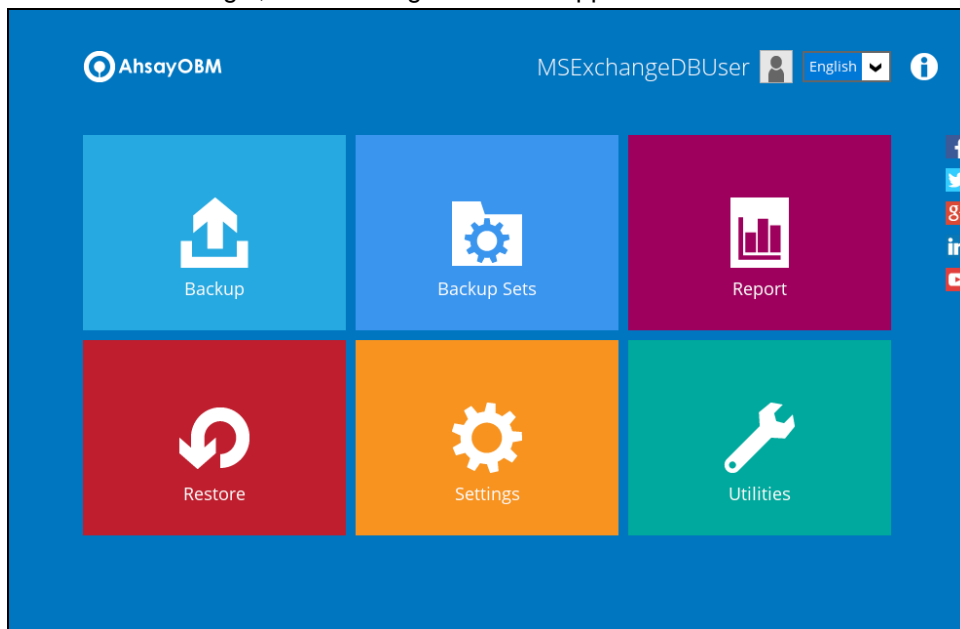 AhsayOBM
MSExchangeDBUser
English
Backup
Backup Sets
Report
Restore
Settings
Utilities